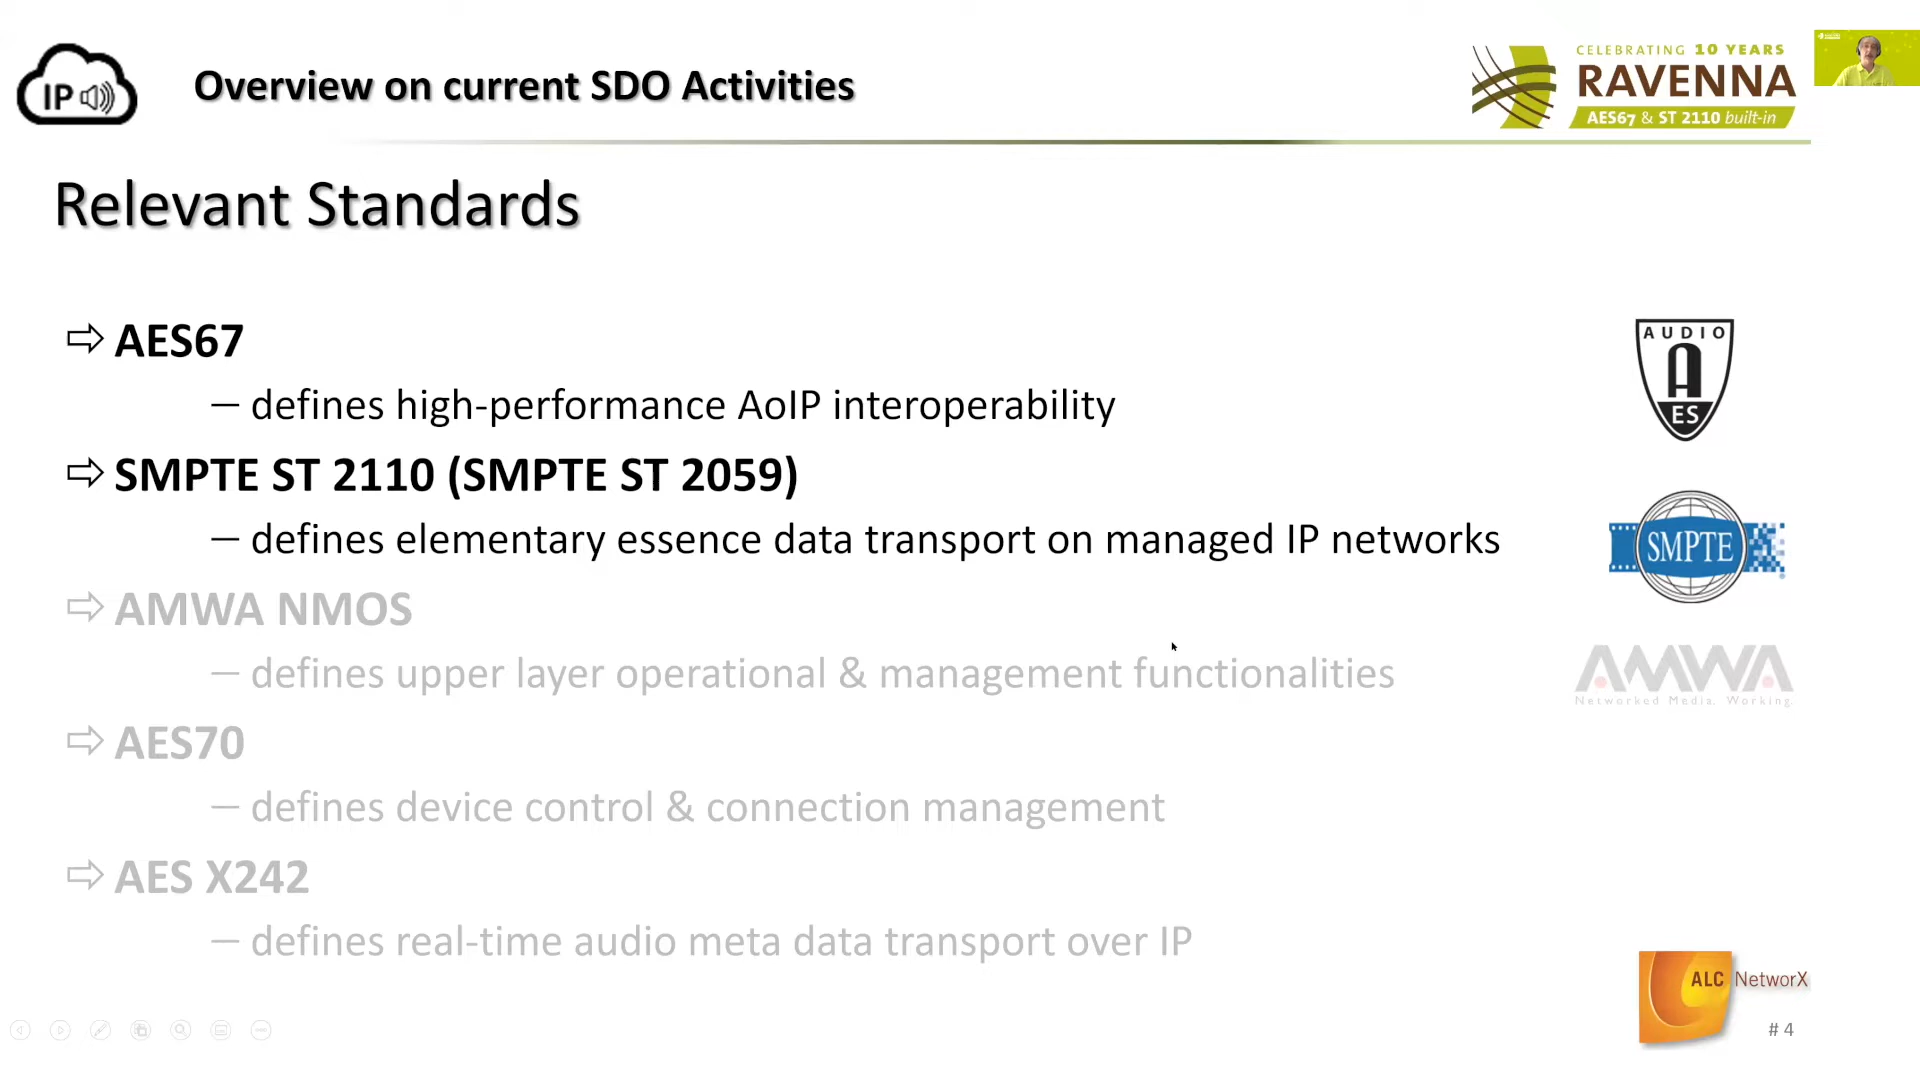 IP
Overview on current SDO Activities
CELEBRATING 10 YEARS
RAVENNA
AES67 & ST 2110 built-in
Relevant Standards
⇨ AES67
– defines high-performance AoIP interoperability
AUDIO
A
ES
⇨ SMPTE ST 2110 (SMPTE ST 2059)
– defines elementary essence data transport on managed IP networks
SMPTE
⇨ AMWA NMOS
– defines upper layer operational & management functionalities
AMWA
Networked Media. Working.
⇨ AES70
– defines device control & connection management
⇨ AES X242
– defines real-time audio meta data transport over IP
ALC NetworX
# 4